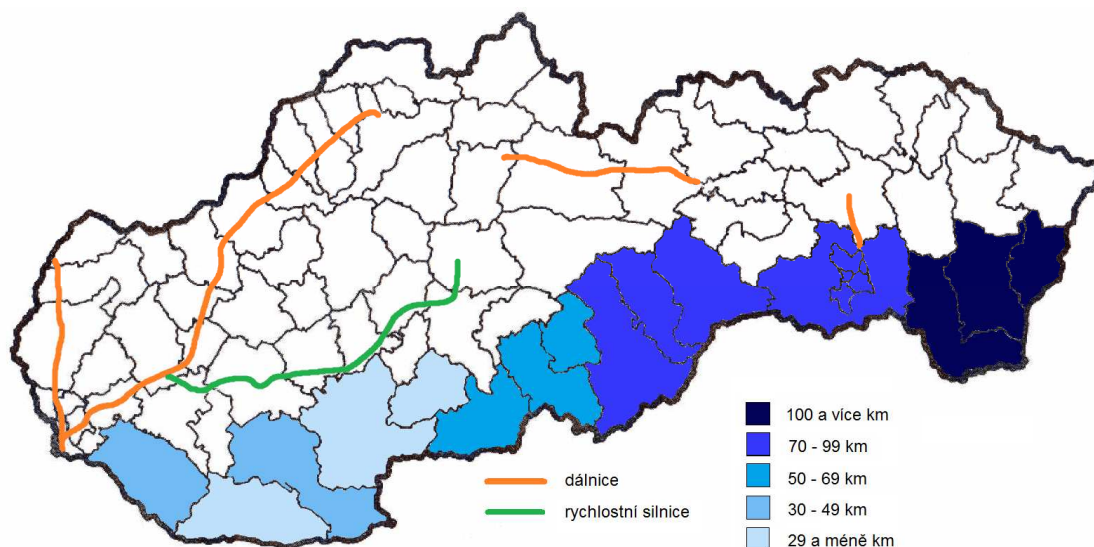 dálnice
rychlostní silnice
100 a více km
70 - 99 km
50 - 69 km
30 - 49 km
29 a méně km